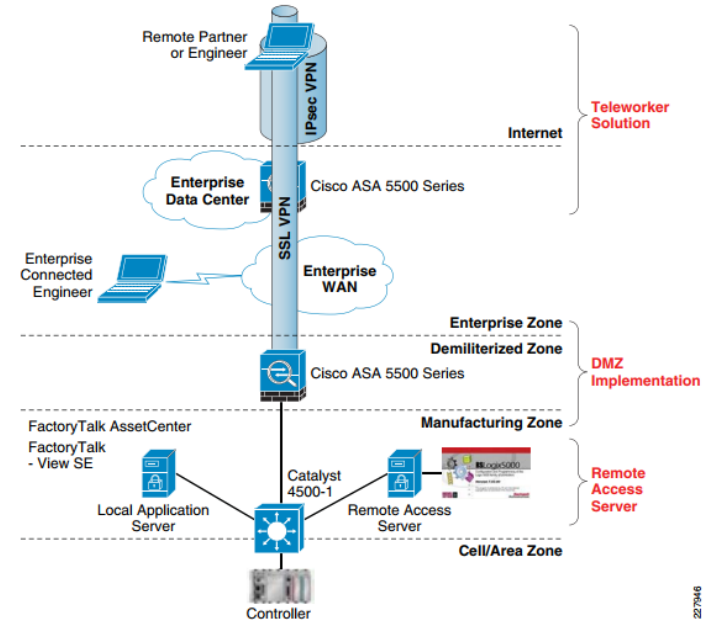 Remote Partner
or Engineer
IPsec VPN
Teleworker
Solution
Internet
Enterprise
Data Center
Cisco ASA 5500 Series
SSL VPN
Enterprise
Connected
Engineer
Enterprise
WAN
Enterprise Zone
Demiliterized Zone
DMZ
Implementation
Cisco ASA 5500 Series
Manufacturing Zone
FactoryTalk AssetCenter
FactoryTalk
- View SE
Catalyst
4500-1
Logix5000
Remote
Access
Server
Local Application
Server
Remote Access
Server
Cell/Area Zone
Controller
227946